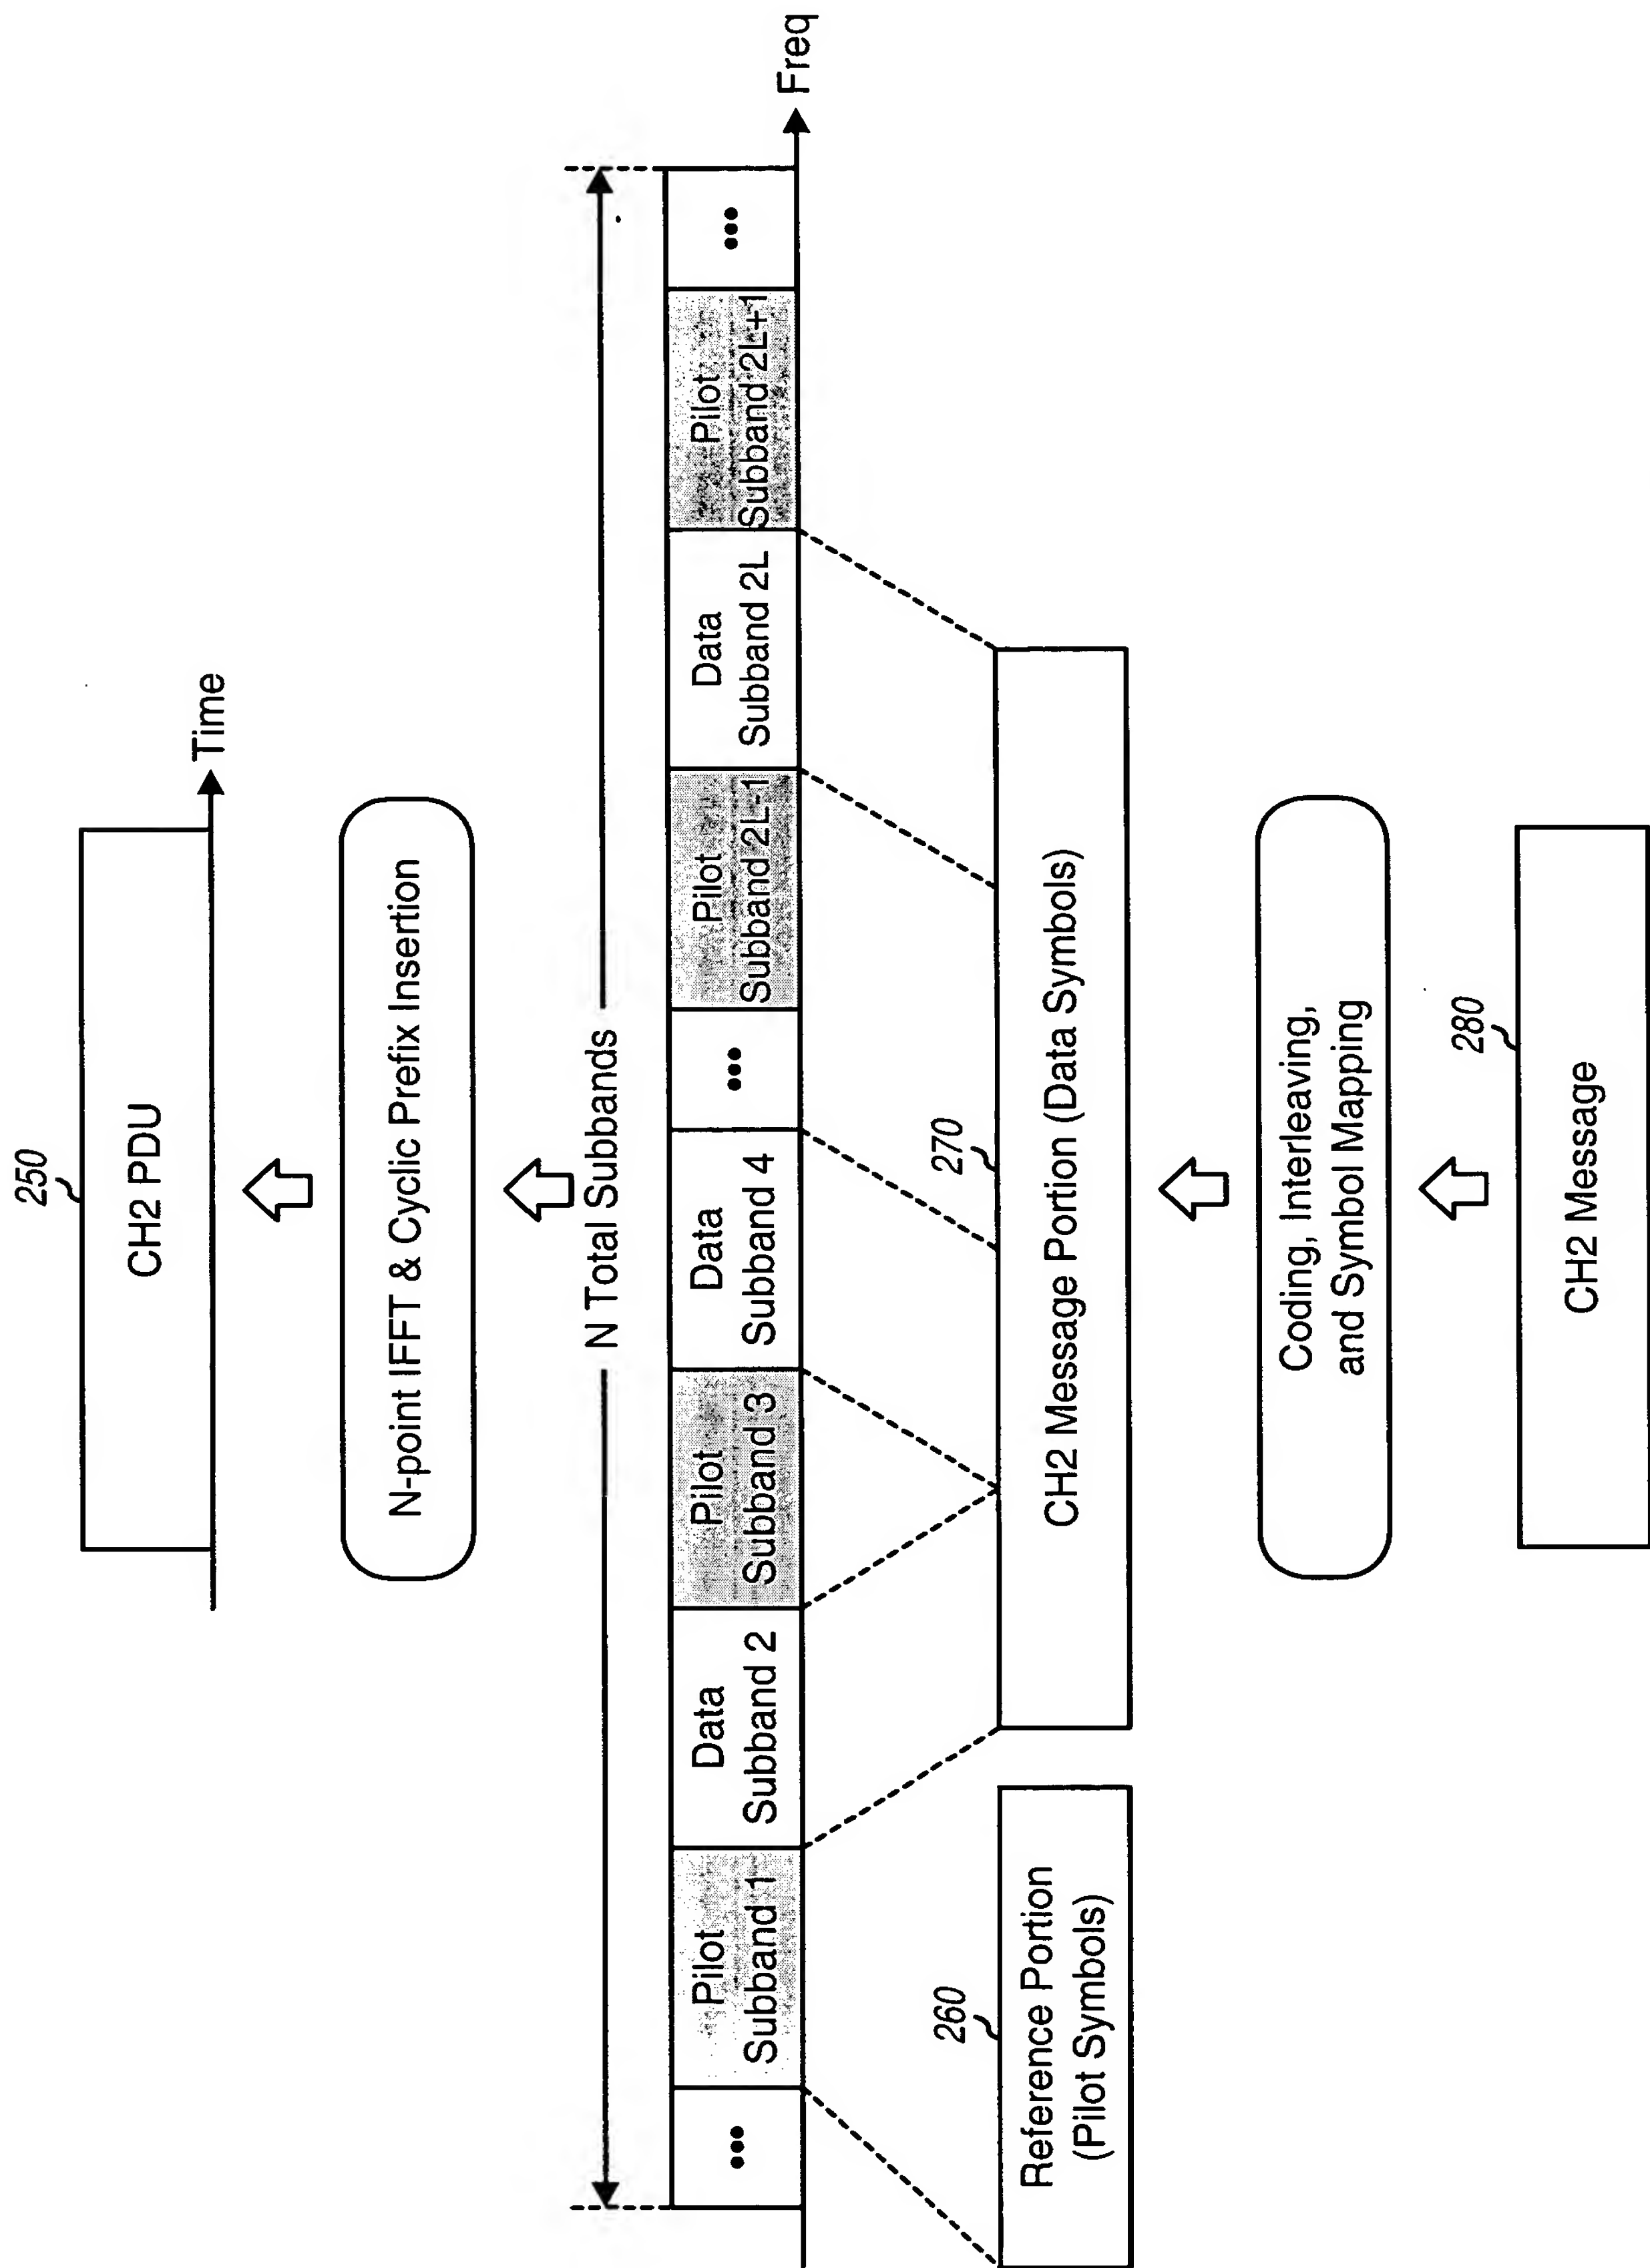 250
CH2 PDU
Time
N-point IFFT & Cyclic Prefix Insertion
N Total Subbands
...
Pilot
Subband 1
Data
Subband 2
Pilot
Subband 3
Data
Subband 4
...
Pilot
Subband 2L-1
Data
Subband 2L
Pilot
Subband 2L+1
...
Freq
260
Reference Portion
(Pilot Symbols)
270
CH2 Message Portion (Data Symbols)
Coding, Interleaving,
and Symbol Mapping
280
CH2 Message